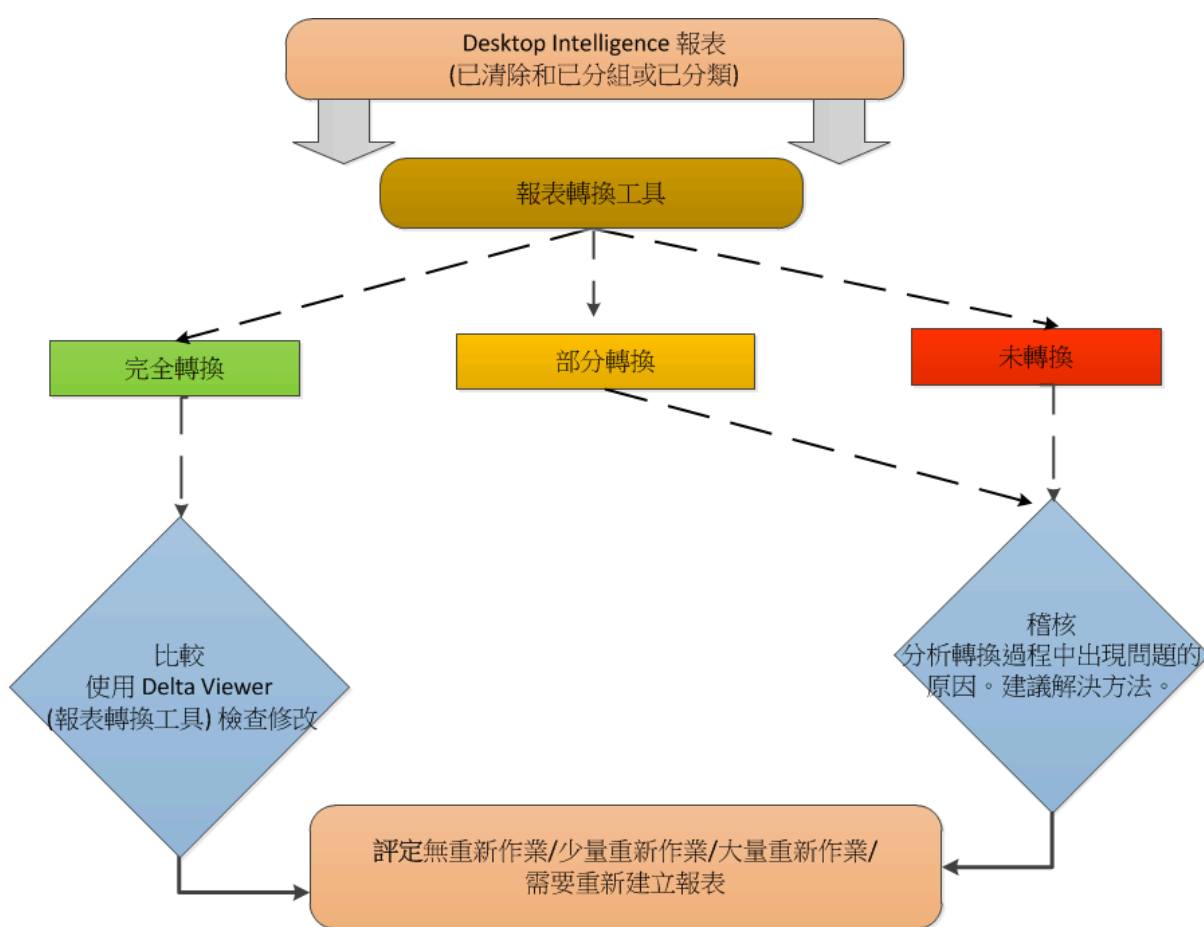 Desktop Intelligence 報表
(已清除和已分組或已分類)
報表轉換工具
完全轉換
部分轉換
未轉換
比較
使用 Delta Viewer
(報表轉換工具) 檢查修改
稽核
分析轉換過程中出現問題的
原因。建議解決方法。
評定無重新作業/少量重新作業/大量重新作業/
需要重新建立報表